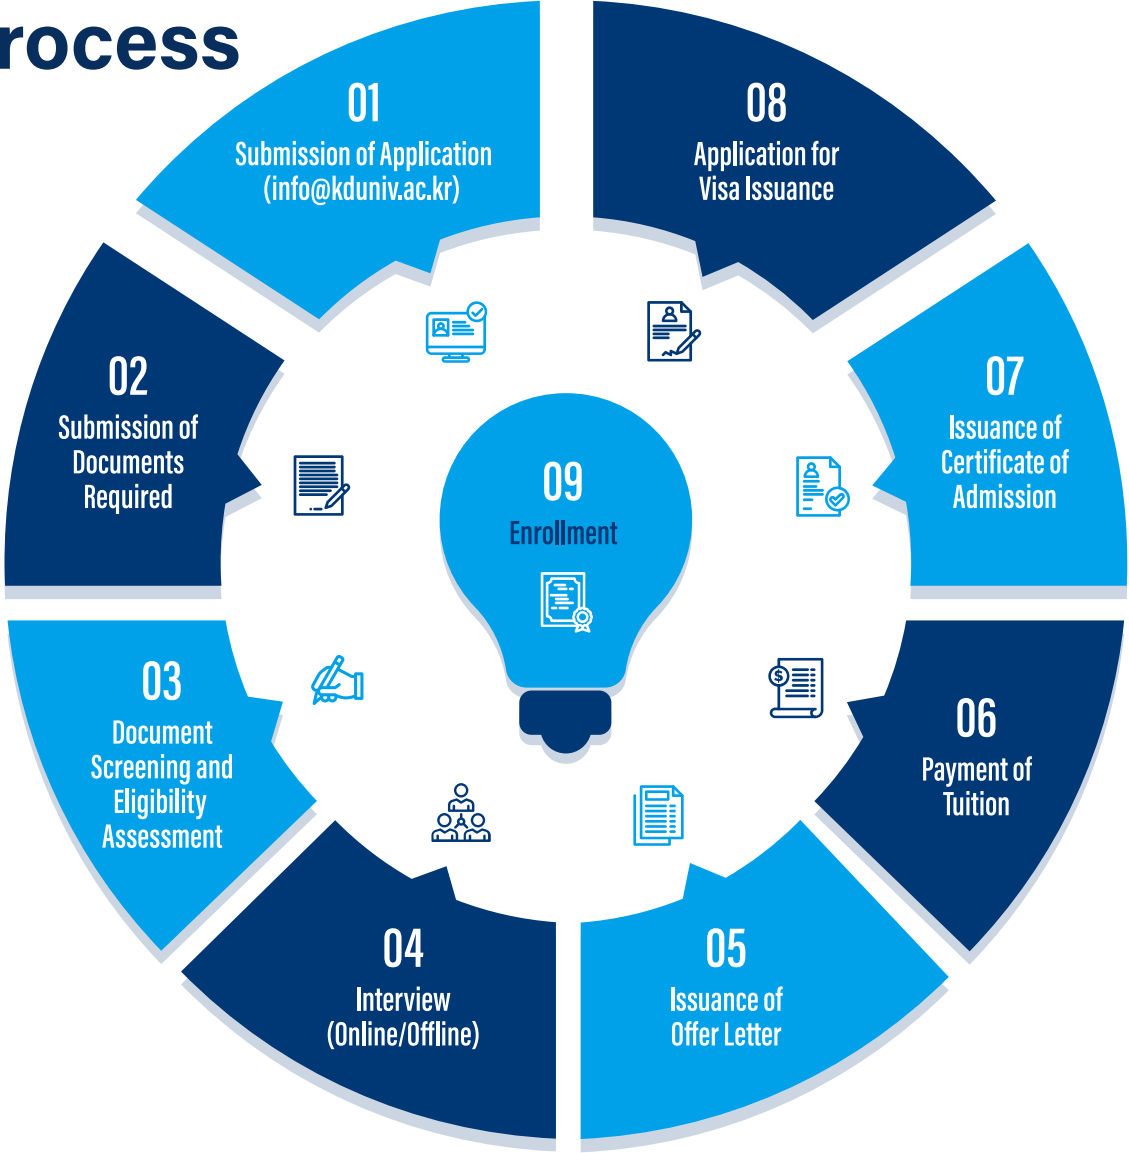 rocess
01
Submission of Application
(info@kduniv.ac.kr)
02
Submission of
Documents
Required
03
Document
Screening and
Eligibility
Assessment
04
Interview
(Online/Offline)
05
Issuance of
Offer Letter
06
Payment of
Tuition
07
Issuance of
Certificate of
Admission
08
Application for
Visa Issuance
09
Enrollment
$